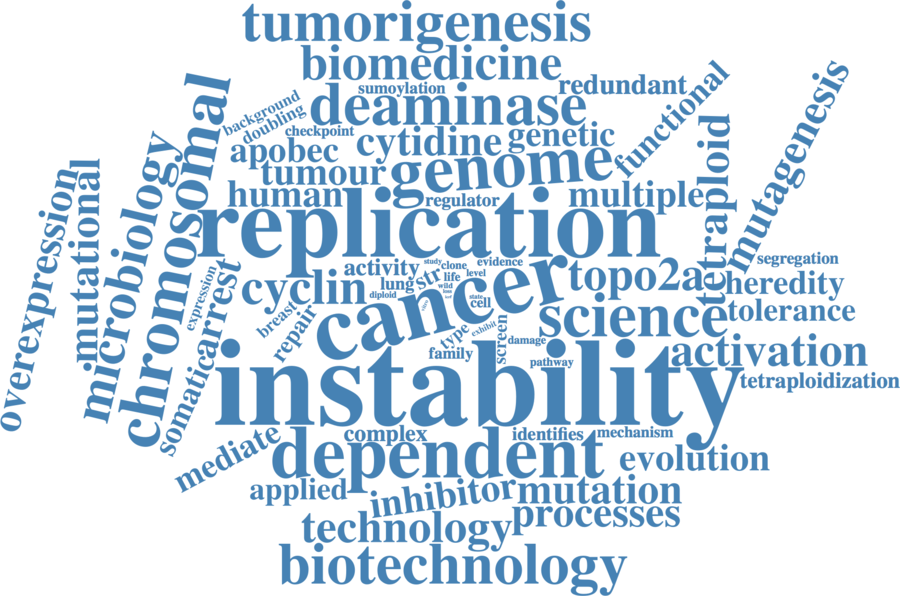 tumorigenesis
biomedicine
sumoylation
redundant
background
deaminase
functional
doubling
checkpoint
cytidine
genetic
apobec
tumour
genome
human
regulator
multiple
tetraploid
mutagenesis
chromosomal
microbiology
mutational
overexpression
replication
segregation
study
clone
evidence
activity
str
life
level
topo2a
heredity
expression
cyclin
lung
wild
diploid
cancer
state
cell
tolerance
arrest
breast
repair
type
exhibit
science
screen
damage
somatic
family
pathway
activation
instability
tetraploidization
mediate
complex
identifies
mechanism
dependent
evolution
applied
inhibitor
mutation
technology
processes
biotechnology